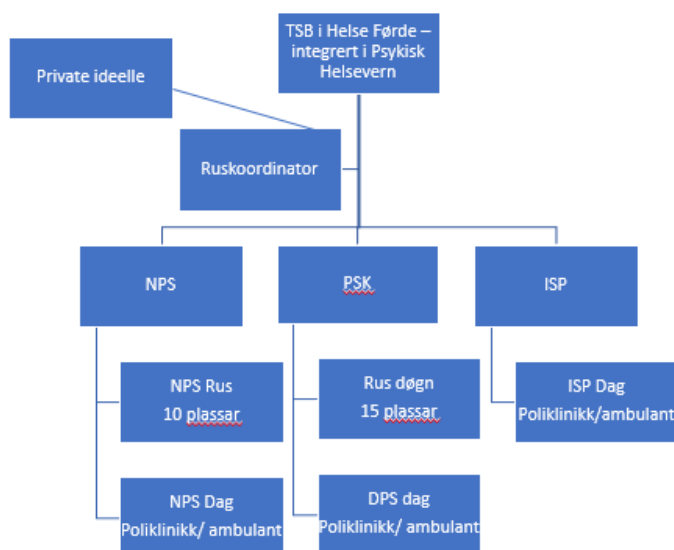 TSB i Helse Førde –
integrert i Psykisk
Helsevern
Private ideelle
Ruskoordinator
NPS
PSK
ISP
NPS Rus
10 plassar
Rus døgn
15 plassar
ISP Dag
Poliklinikk/ambulant
NPS Dag
Poliklinikk/ ambulant
DPS dag
Poliklinikk/ ambulant